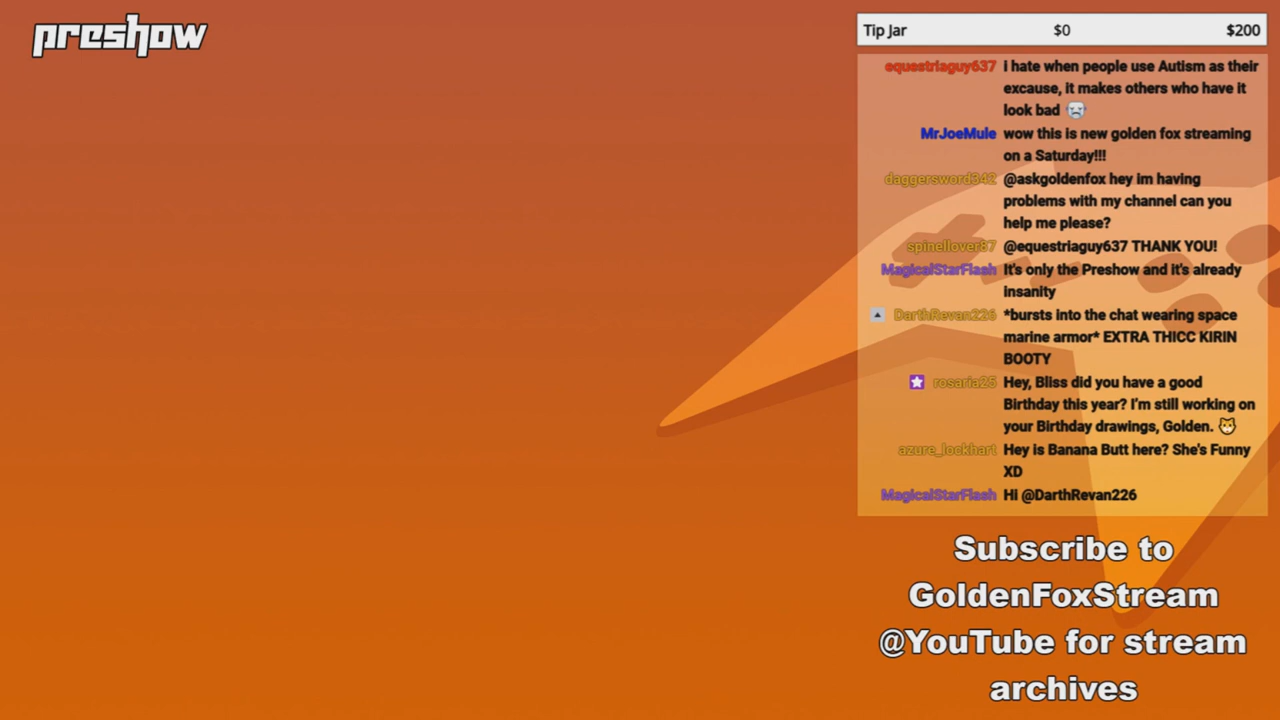 preshow
Tip Jar $0 $200
equestriaguy637 i hate when people use Autism as their
excause, it makes others who have it
look bad
MrJoeMule wow this is new golden fox streaming
on a Saturday!!!
daggersword342 @askgoldenfox hey im having
problems with my channel can you
help me please?
spinellover87 @equestriaguy637 THANK YOU!
MagicalStarFlash It's only the Preshow and it's already
insanity
DarthRevan226 *bursts into the chat wearing space
marine armor* EXTRA THICC KIRIN
BOOTY
rosaria25 Hey, Bliss did you have a good
Birthday this year? I'm still working on
your Birthday drawings, Golden.
azure_lockhart Hey is Banana Butt here? She's Funny
XD
MagicalStarFlash Hi @DarthRevan226
Subscribe to
GoldenFoxStream
@YouTube for stream
archives